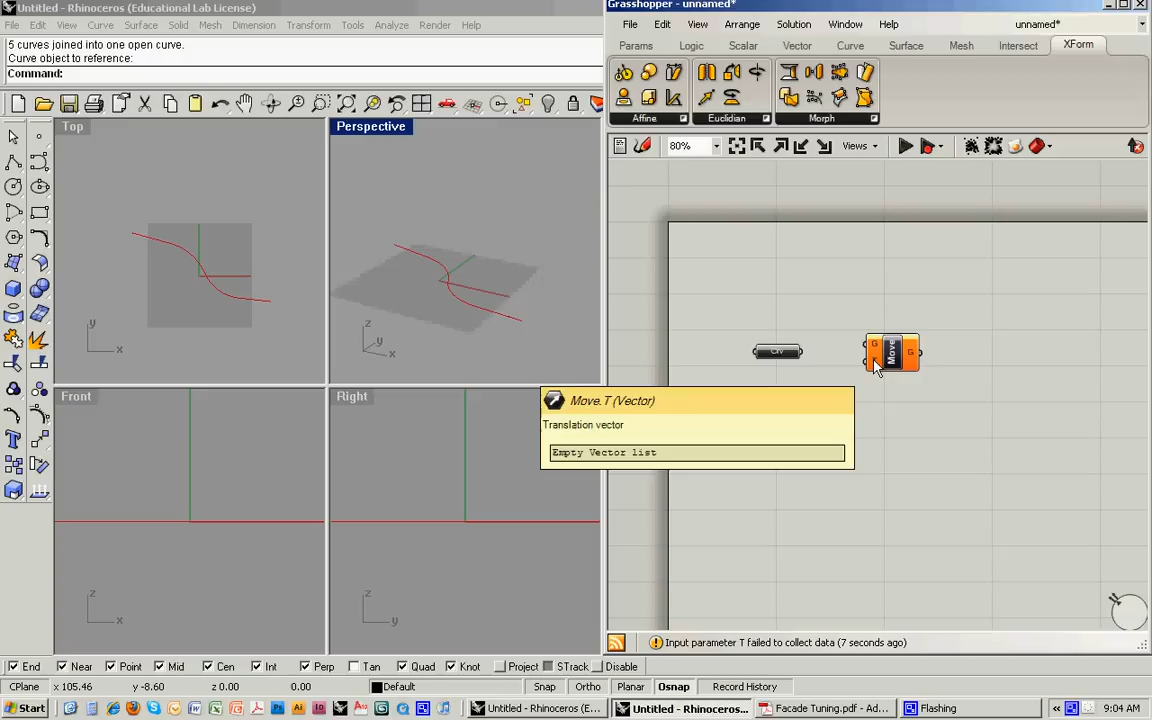 Untitled - Rhinoceros (Educational Lab License)
File Edit View Curve Surface Solid Mesh Dimension Transform Tools Analyze Render Help
5 curves joined into one open curve.
Curve object to reference:
Command:
Top
Perspective
y
x
z
y
x
Front
Right
z
x
z
y
Grasshopper - unnamed*
File Edit View Arrange Solution Window Help unnamed*
Params Logic Scalar Vector Curve Surface Mesh Intersect XForm
Affine Euclidian Morph
80% Views
Crv
G Move G
Move.T (Vector)
Translation vector
Empty Vector list
Input parameter T failed to collect data (7 seconds ago)
End Near Point Mid Cen Int Perp Tan Quad Knot Project STrack Disable
CPlane x 105.46 y -8.60 z 0.00 0.00 Default Snap Ortho Planar Osnap Record History
Start Untitled - Rhinoceros (E... Untitled - Rhinoceros... Facade Tuning.pdf - Ad... Flashing 9:04 AM